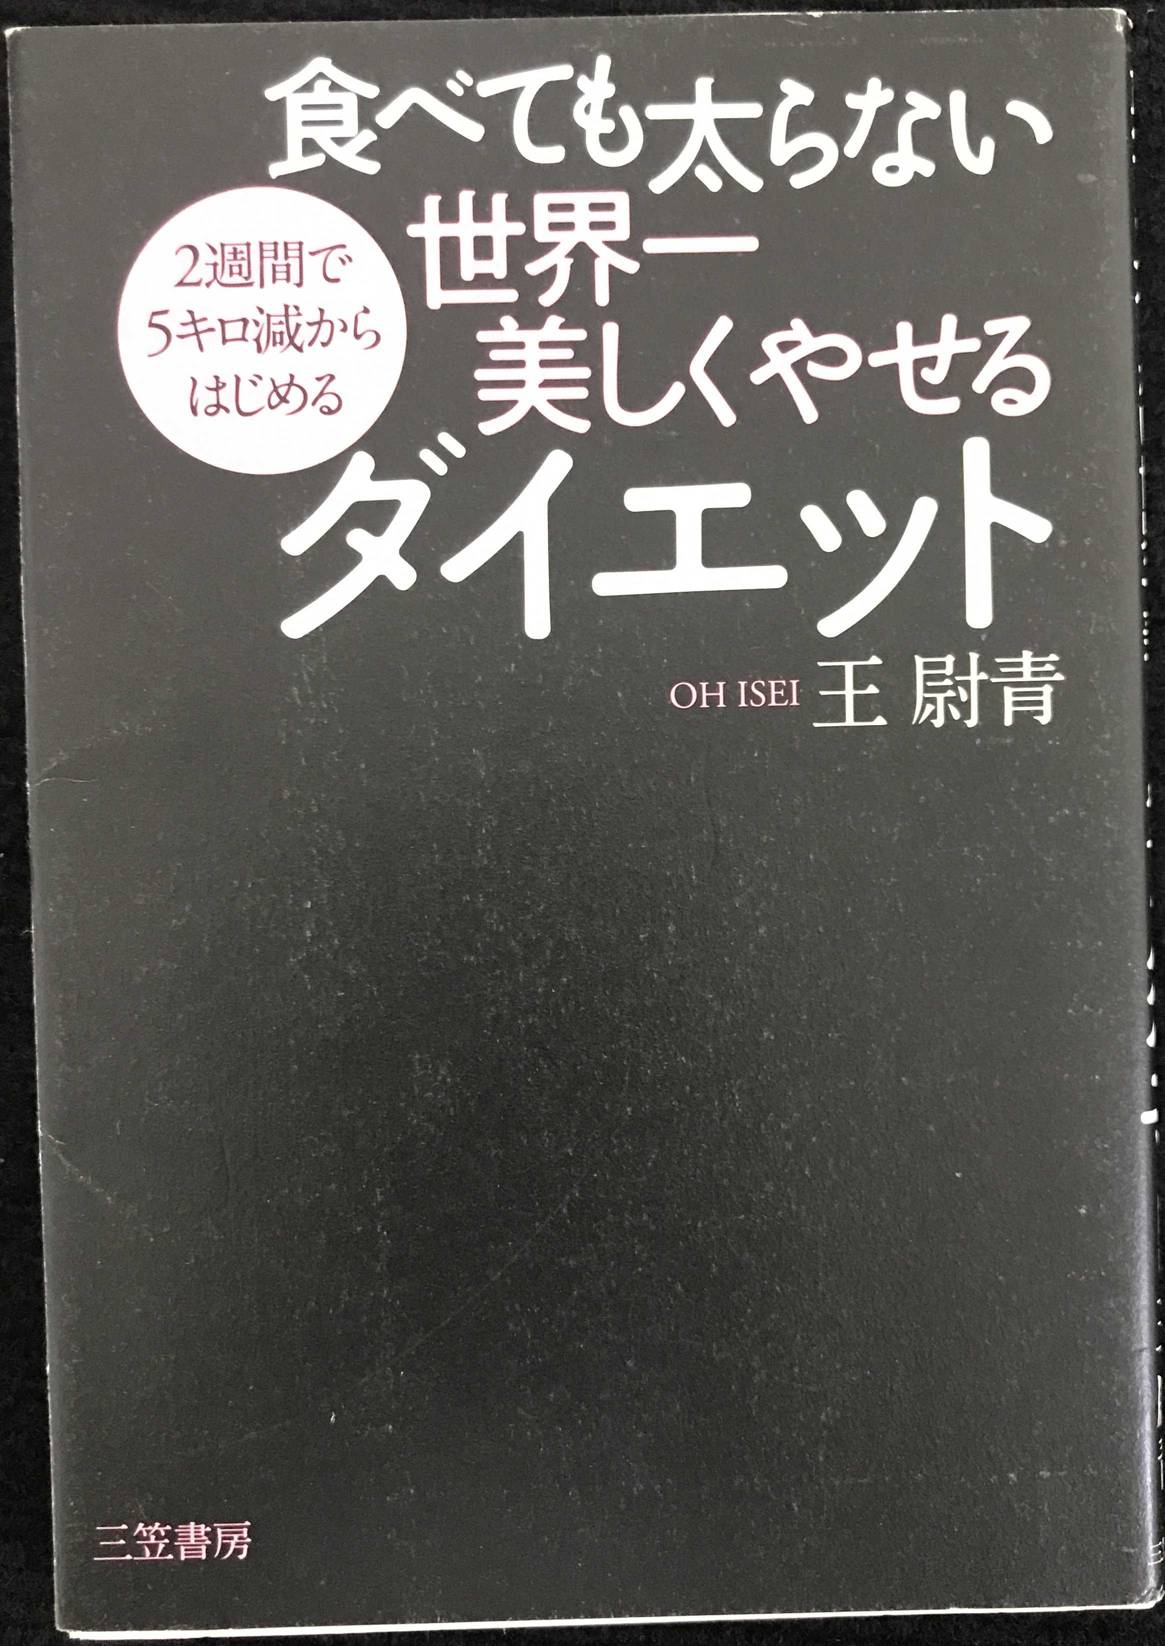 食べても太らない
世界一
美しくやせる
ダイエット
2週間で
5キロ減から
はじめる
OH ISEI 王 尉青
三笠書房